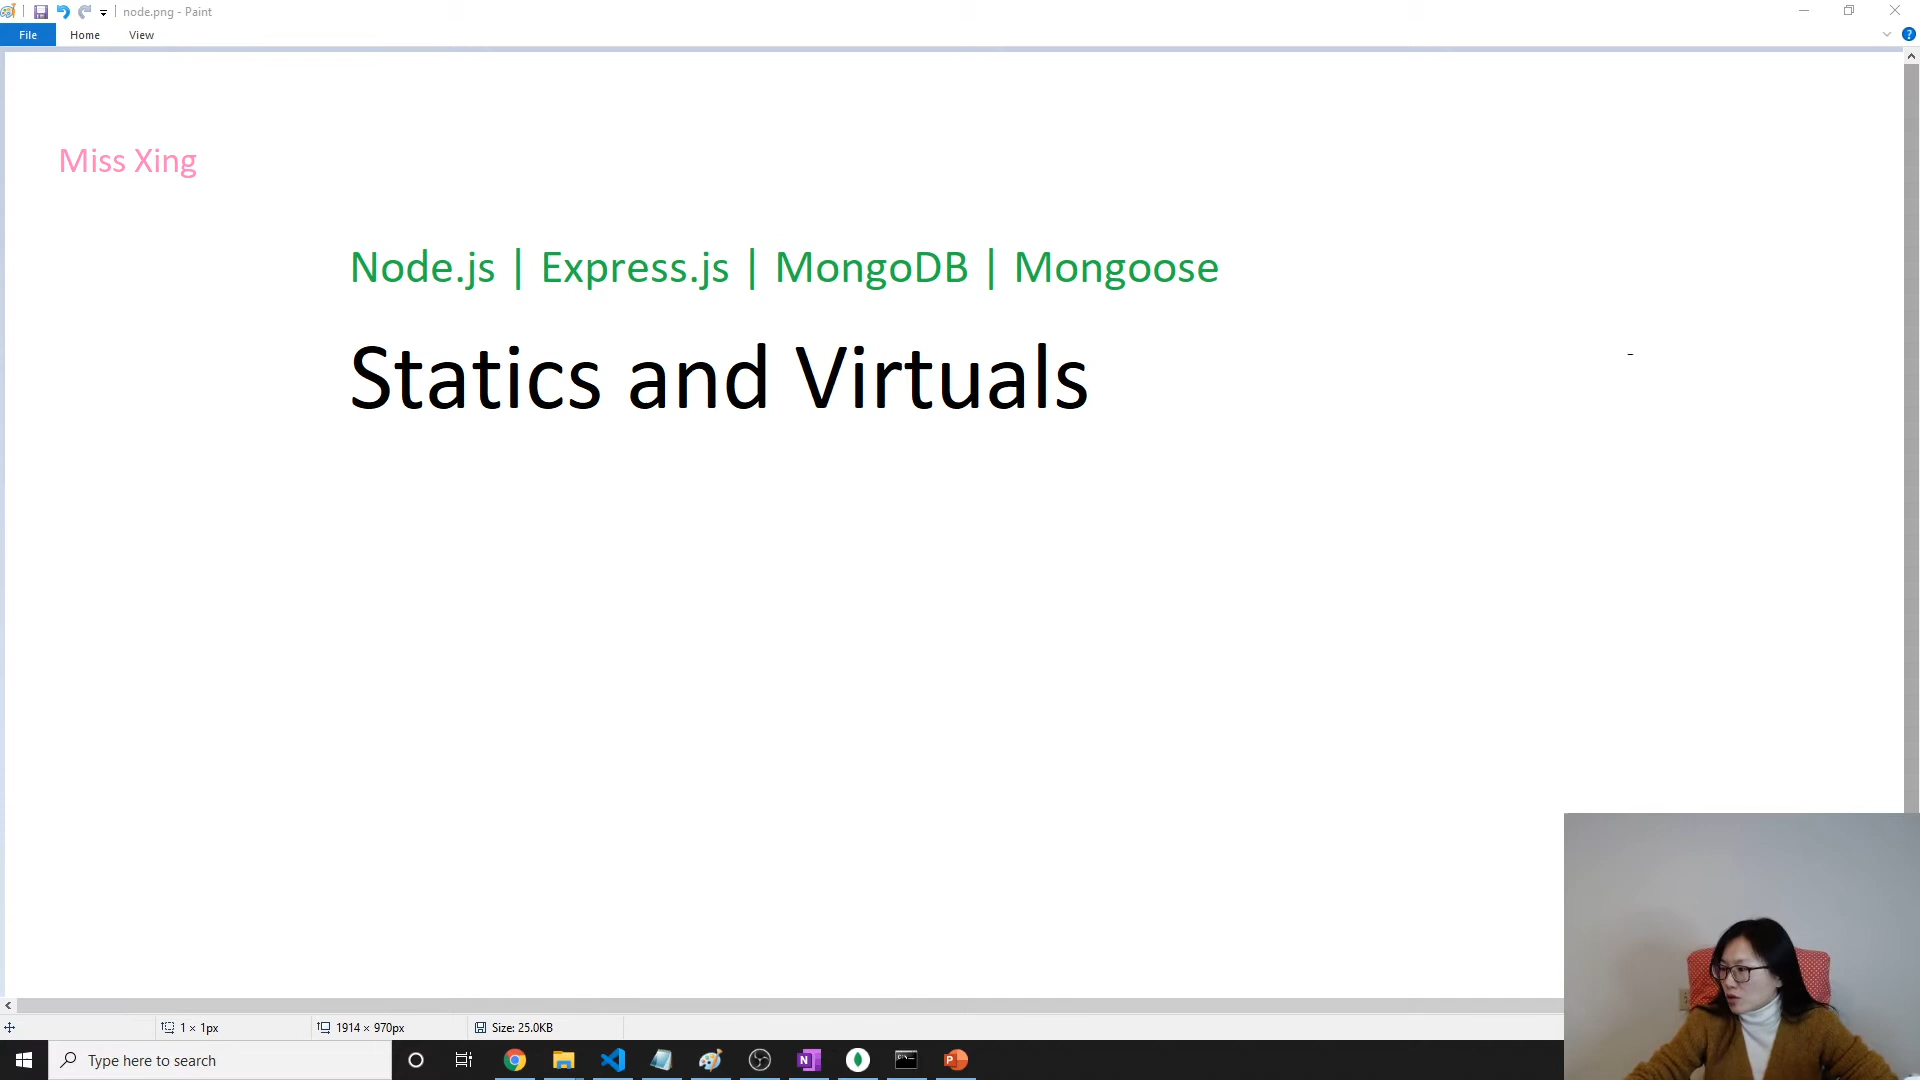 node.png - Paint
File Home View
Miss Xing
Node.js | Express.js | MongoDB | Mongoose
Statics and Virtuals
1 × 1px 1914 × 970px Size: 25.0KB
Type here to search